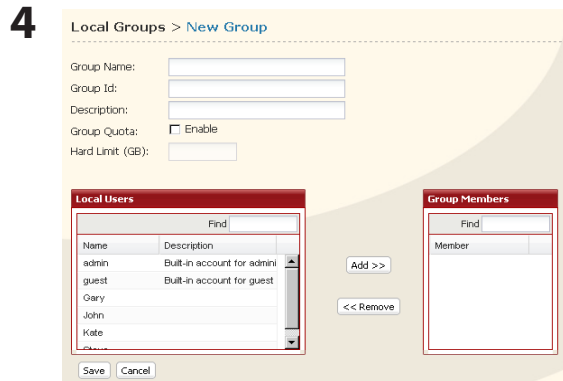 4
Local Groups > New Group
Group Name:
Group Id:
Description:
Group Quota: Enable
Hard Limit (GB):
Local Users
Find
Name Description
admin Built-in account for admini
guest Built-in account for guest
Gary
John
Kate
Add >>
<< Remove
Group Members
Find
Member
Save Cancel